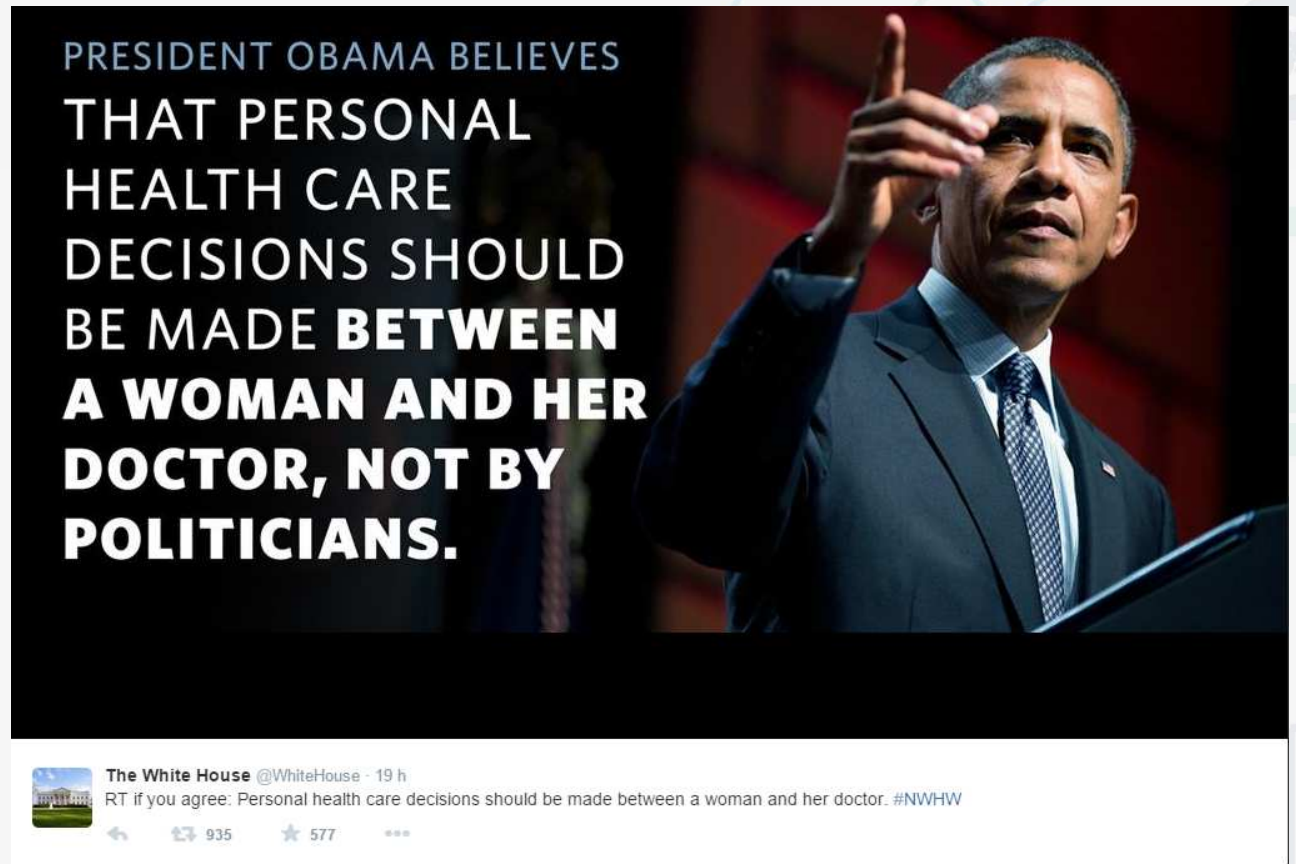 PRESIDENT OBAMA BELIEVES
THAT PERSONAL
HEALTH CARE
DECISIONS SHOULD
BE MADE BETWEEN
A WOMAN AND HER
DOCTOR, NOT BY
POLITICIANS.
The White House @WhiteHouse · 19 h
RT if you agree: Personal health care decisions should be made between a woman and her doctor. #NWHW
935 577